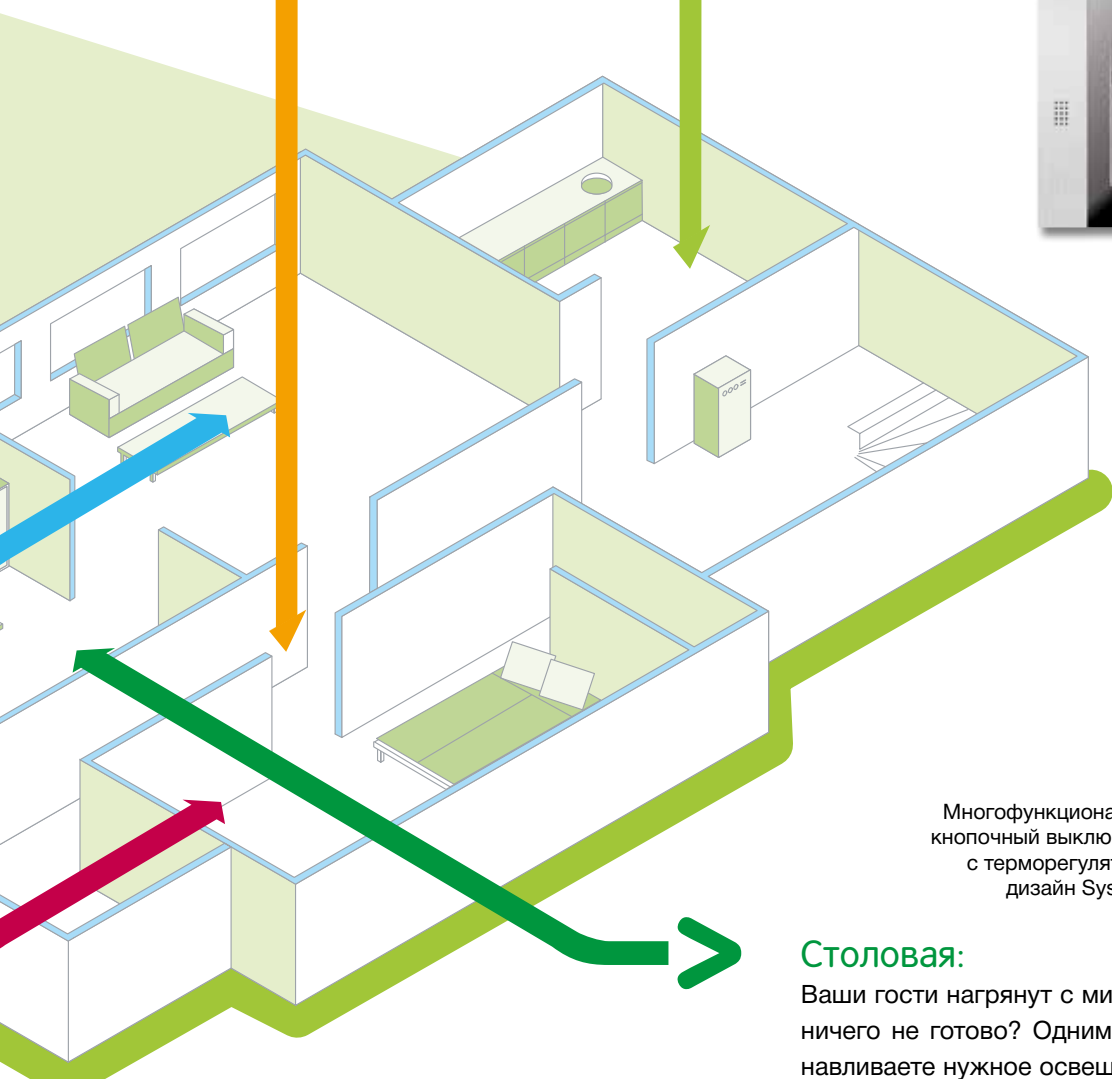 Многофункциона
кнопочный выклю
с терморегулят
дизайн Sys
Столовая:
Ваши гости нагрянут с ми
ничего не готово? Одним
навливаете нужное освещ